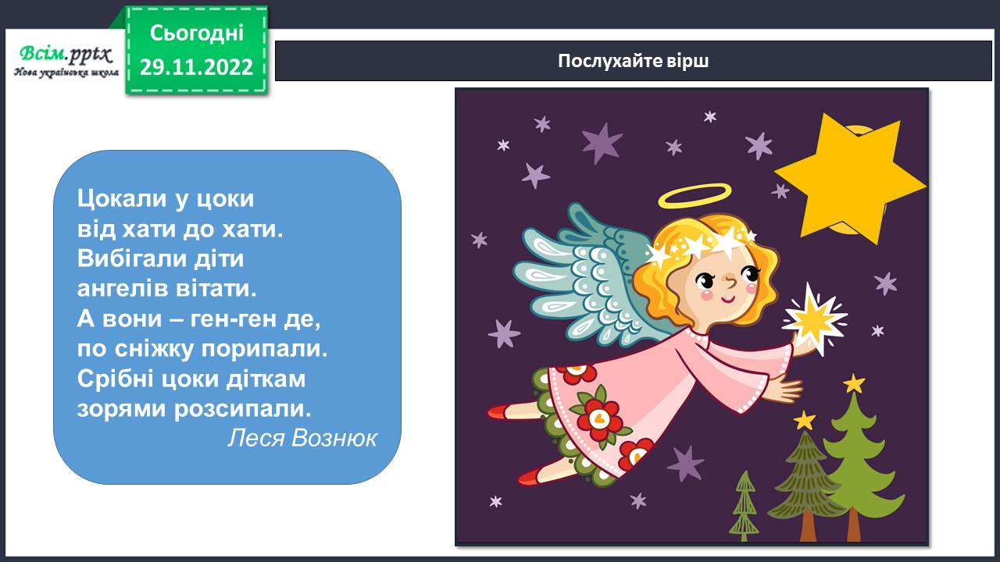 Всім.pptx
Нова українська школа
Сьогодні
29.11.2022
Послухайте вірш
Цокали у цоки
від хати до хати.
Вибігали діти
ангелів вітати.
А вони – ген-ген де,
по сніжку порипали.
Срібні цоки діткам
зорями розсипали.
Леся Вознюк